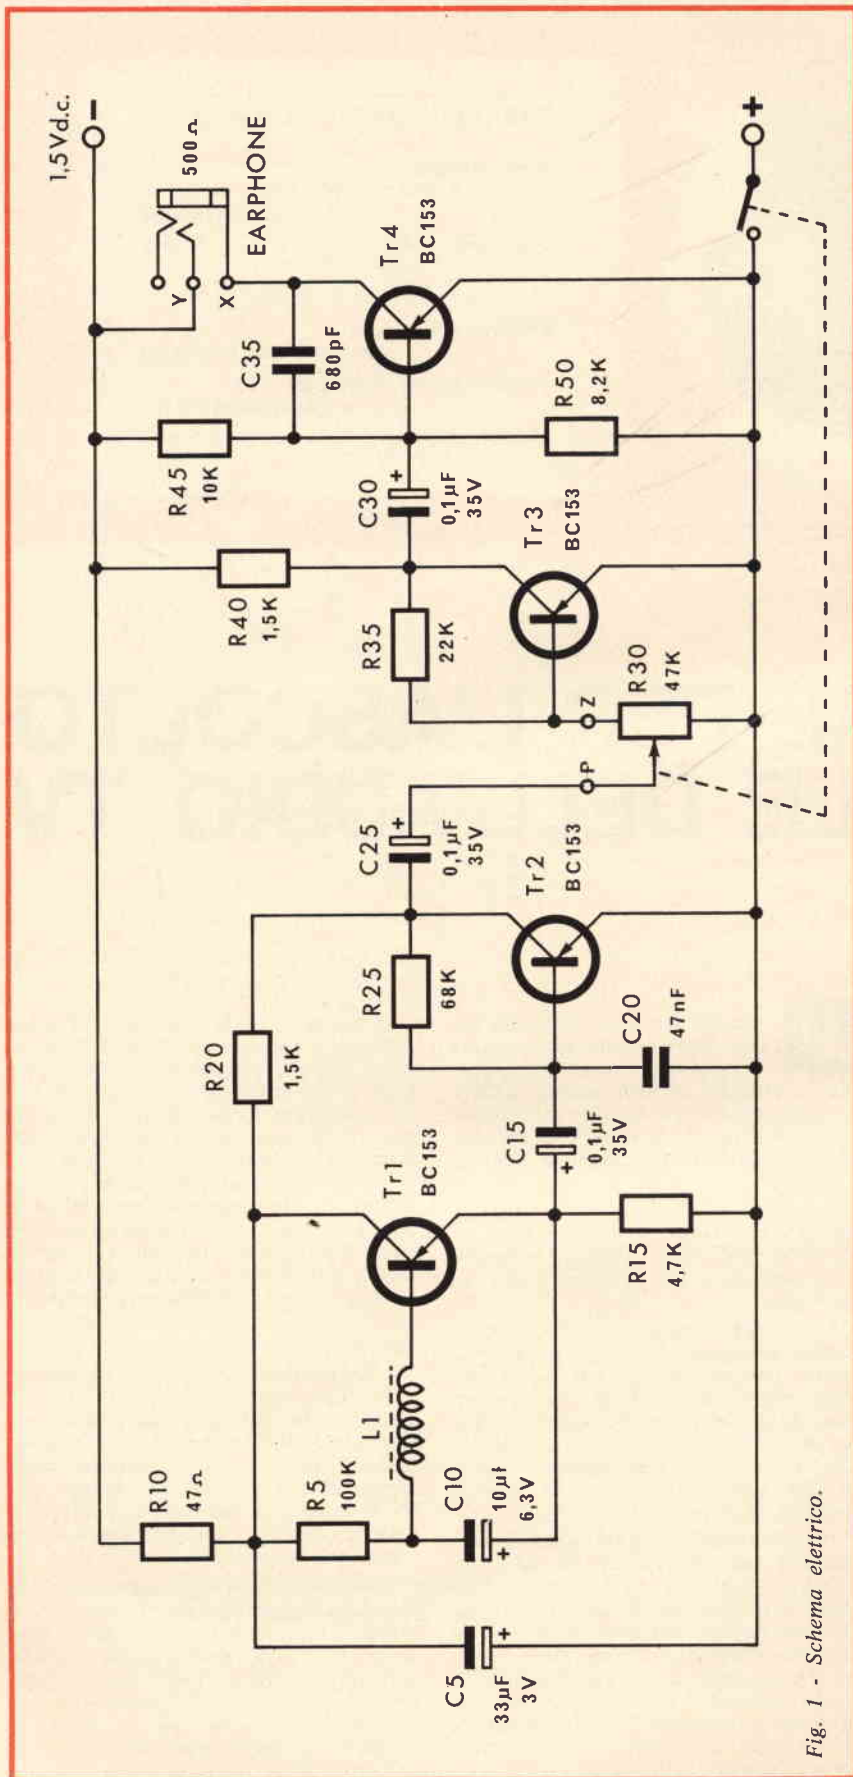 1,5Vd.c.
−
500Ω
EARPHONE
Y
X
Tr4
BC153
+
C35
680pF
R45
10K
R50
8,2K
C30
+
0,1µF
35V
R40
1,5K
Tr3
BC153
R35
22K
Z
R30
47K
P
C25
+
0,1µF
35V
Tr2
BC153
R25
68K
R20
1,5K
C20
47nF
C15
+
0,1µF
35V
Tr1
BC153
R15
4,7K
L1
R10
47Ω
R5
100K
C10
10µf
6,3V
+
C5
33µF
3V
+
Fig. 1 - Schema elettrico.